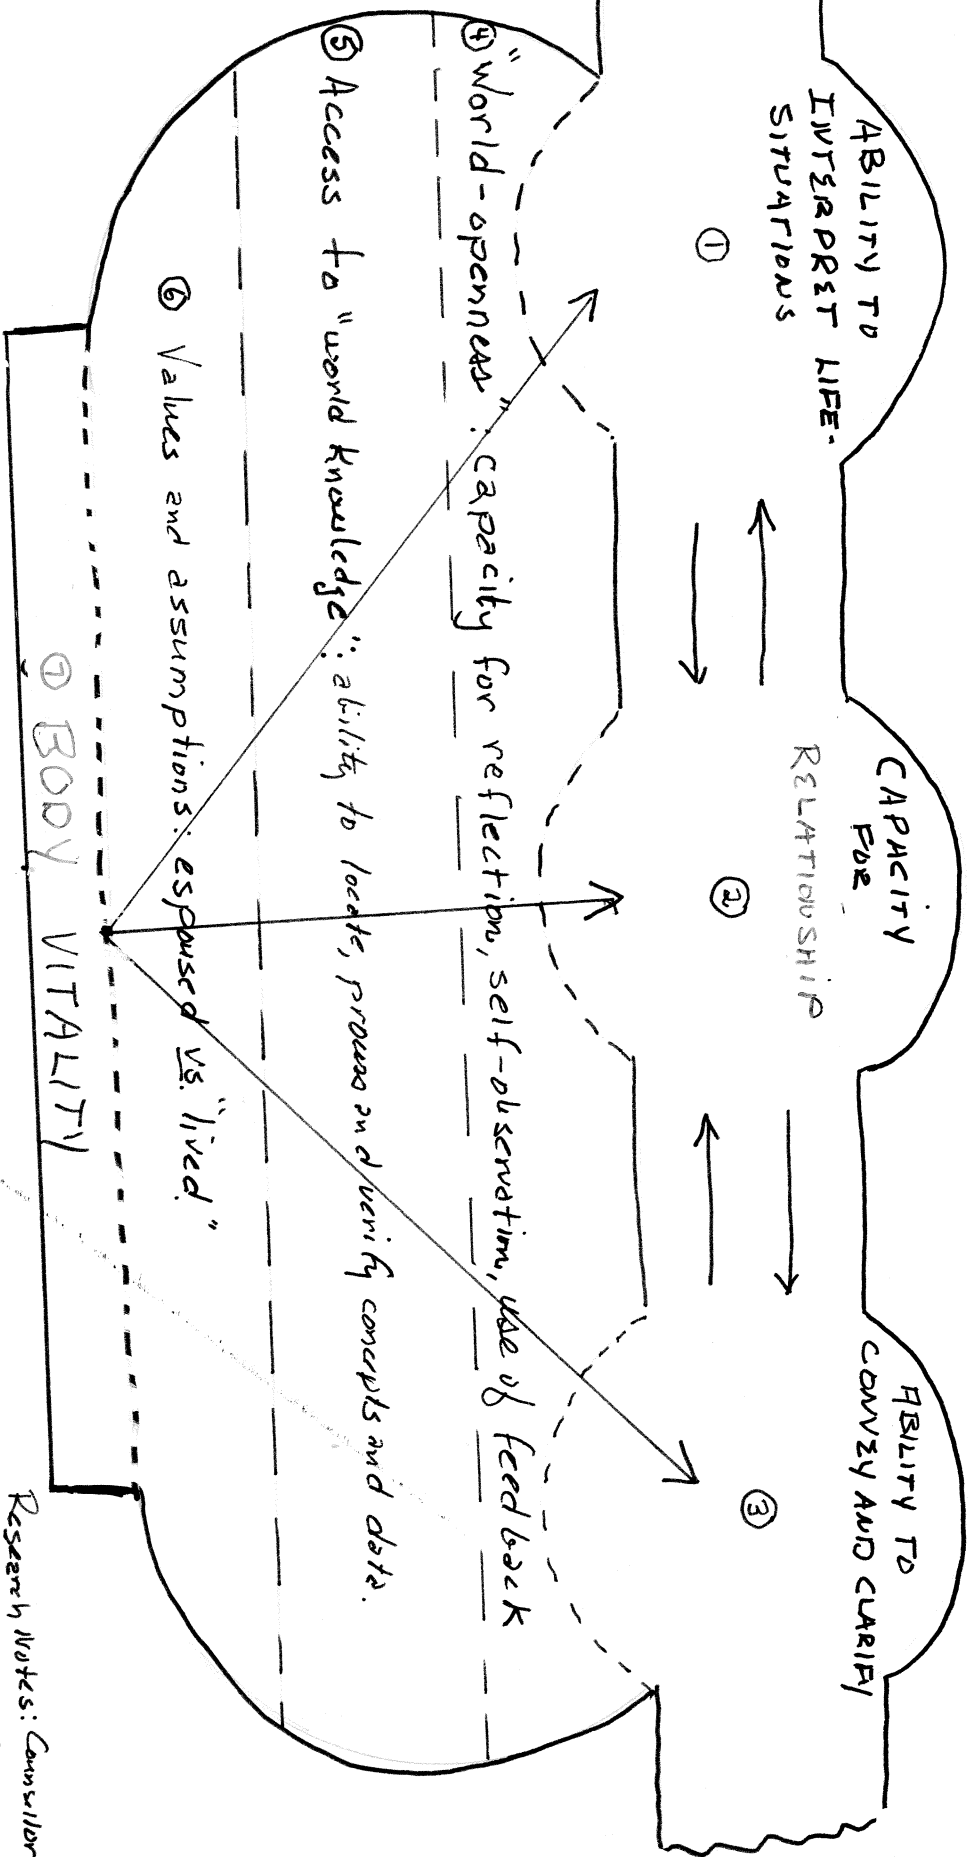 ABILITY TO
INTERPRET LIFE-
SITUATIONS
①
CAPACITY
FOR
RELATIONSHIP
②
ABILITY TO
CONVEY AND CLARIFY
③
④ "World-openness": capacity for reflection, self-observation, use of feedback
⑤ Access to "world knowledge": ability to locate, process and verify concepts and data.
⑥ Values and assumptions: espoused vs. "lived."
⑦ BODY VITALITY
Research Notes: Counsellor